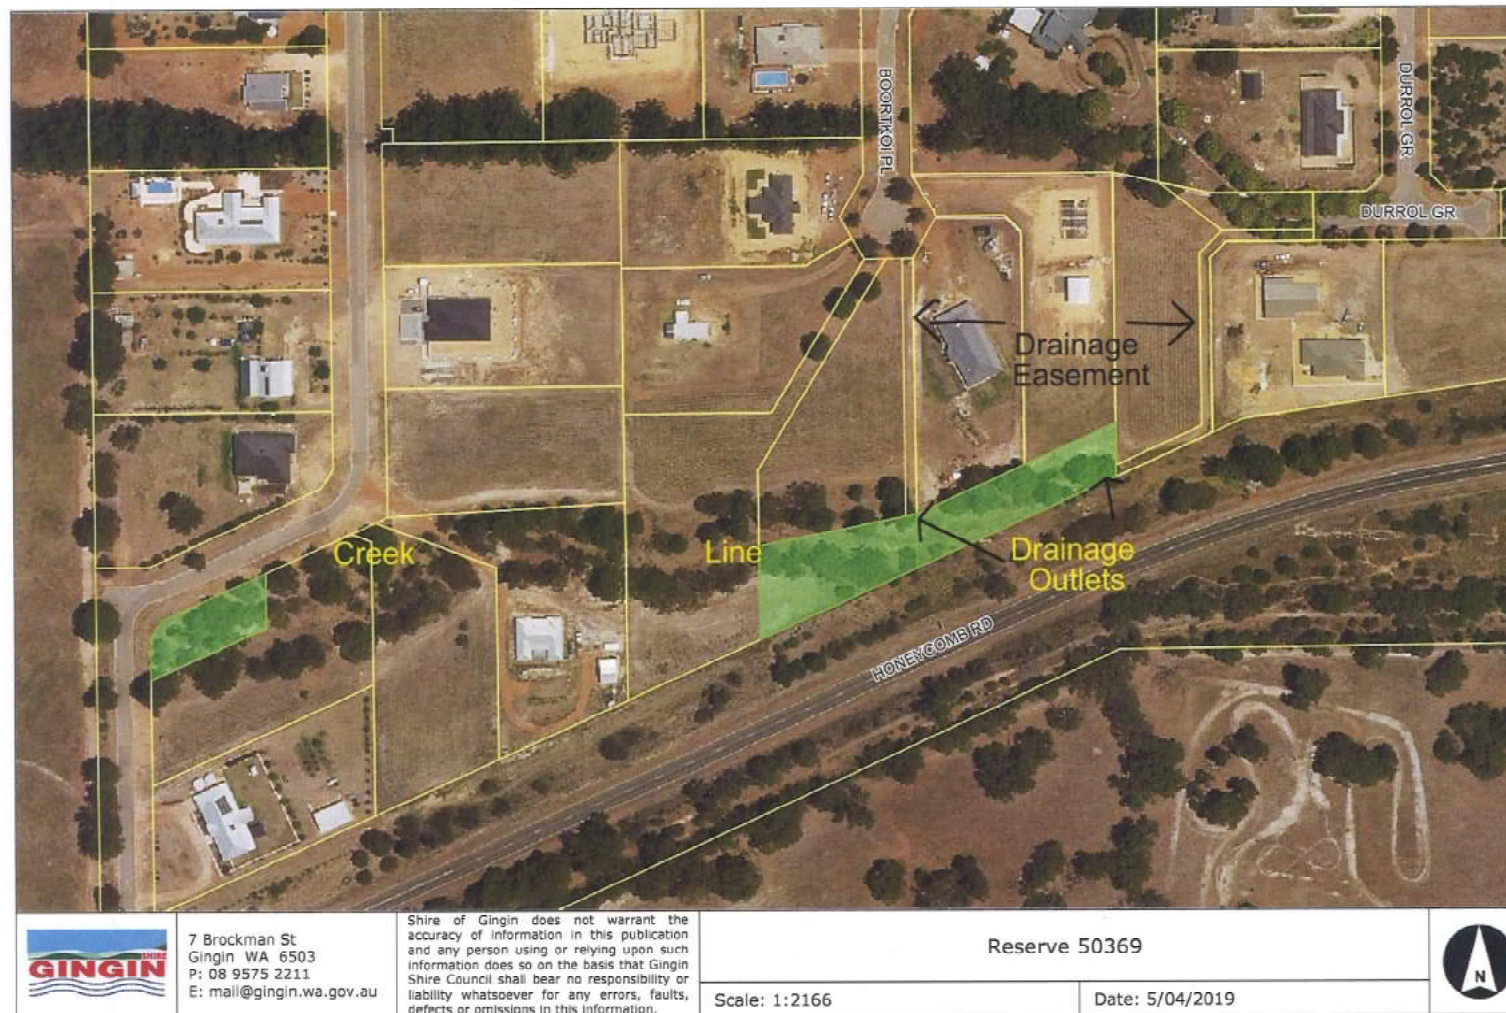 BOORTKOI PL
DURROL GR
DURROL GR
Drainage
Easement
Creek
Line
Drainage
Outlets
HONEYCOMB RD
SHIRE
GINGIN
7 Brockman St
Gingin WA 6503
P: 08 9575 2211
E: mail@gingin.wa.gov.au
Shire of Gingin does not warrant the
accuracy of information in this publication
and any person using or relying upon such
information does so on the basis that Gingin
Shire Council shall bear no responsibility or
liability whatsoever for any errors, faults,
defects or omissions in this information.
Reserve 50369
Scale: 1:2166
Date: 5/04/2019
N